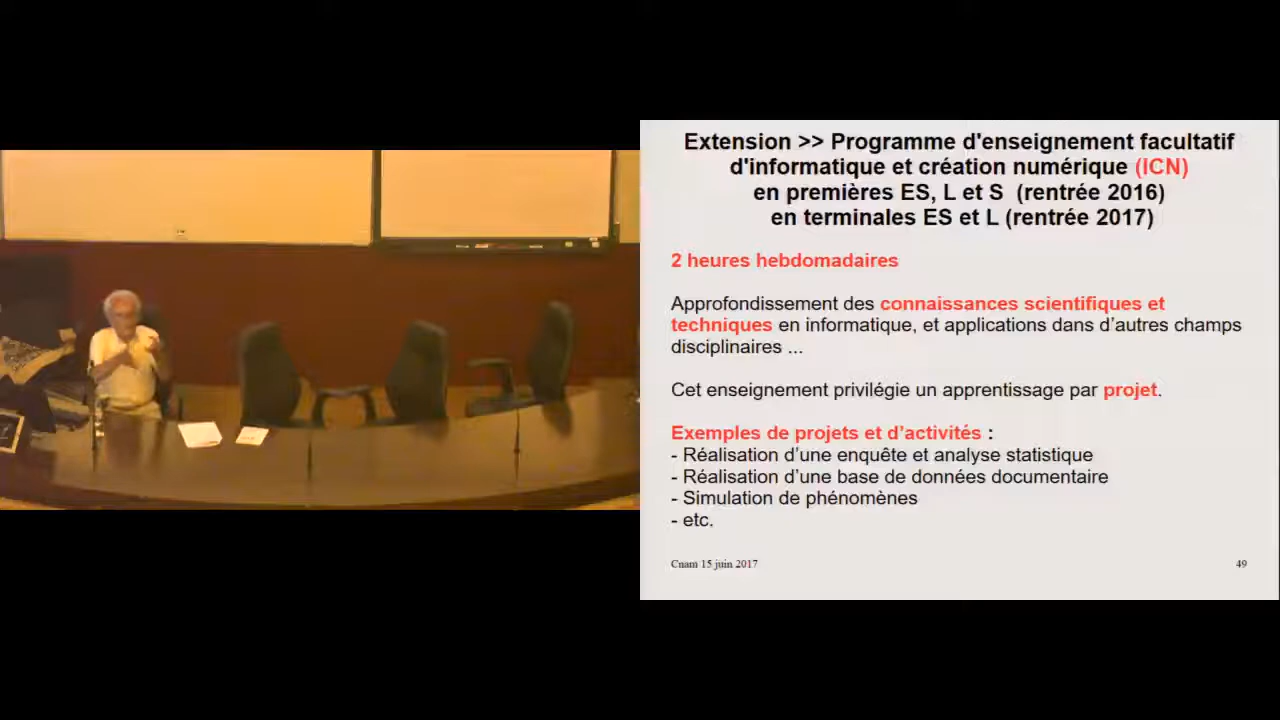 Extension >> Programme d'enseignement facultatif
d'informatique et création numérique (ICN)
en premières ES, L et S (rentrée 2016)
en terminales ES et L (rentrée 2017)
2 heures hebdomadaires
Approfondissement des connaissances scientifiques et
techniques en informatique, et applications dans d’autres champs
disciplinaires ...
Cet enseignement privilégie un apprentissage par projet.
Exemples de projets et d’activités :
- Réalisation d’une enquête et analyse statistique
- Réalisation d’une base de données documentaire
- Simulation de phénomènes
- etc.
Cnam 15 juin 2017
49